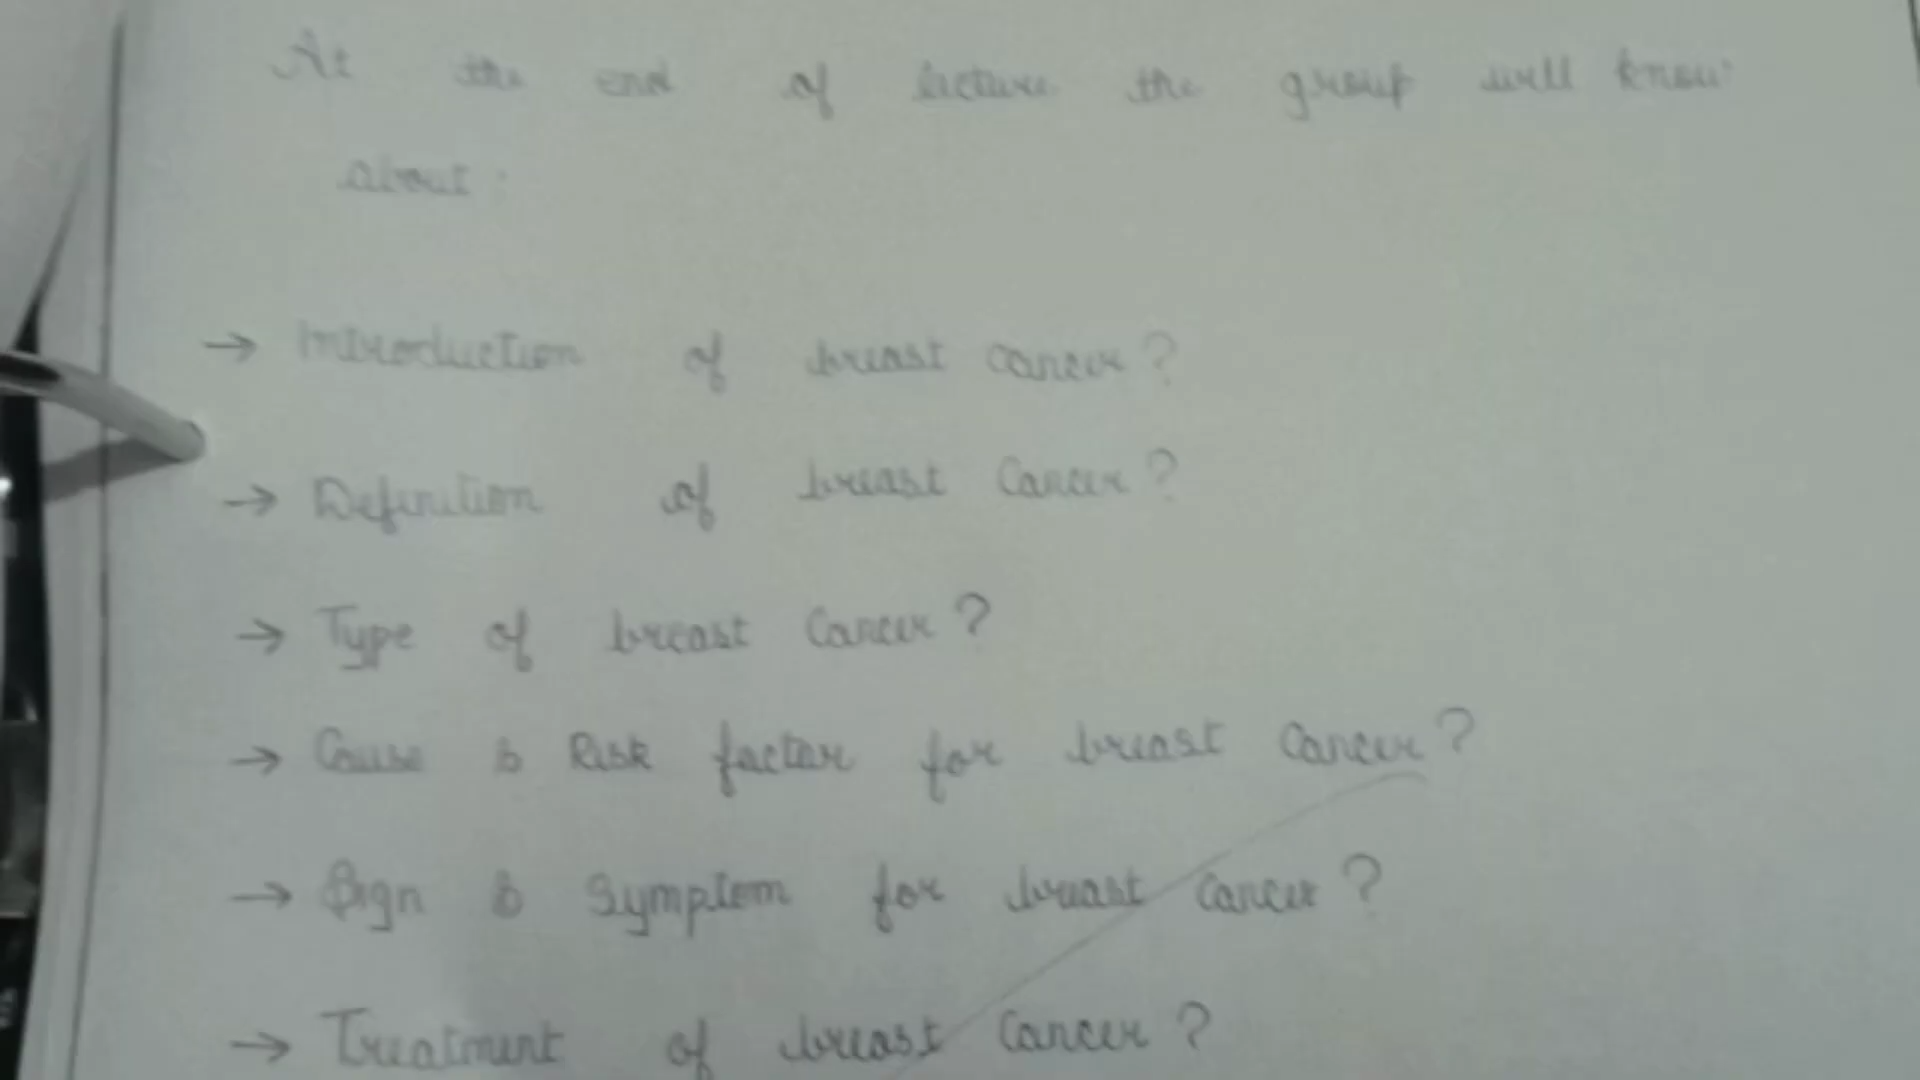 At the end of lecture the group will know
about:
→ Introduction of breast cancer?
→ Definition of breast Cancer?
→ Type of breast Cancer?
→ Cause & Risk factor for breast Cancer?
→ Sign & Symptom for breast Cancer?
→ Treatment of breast Cancer?